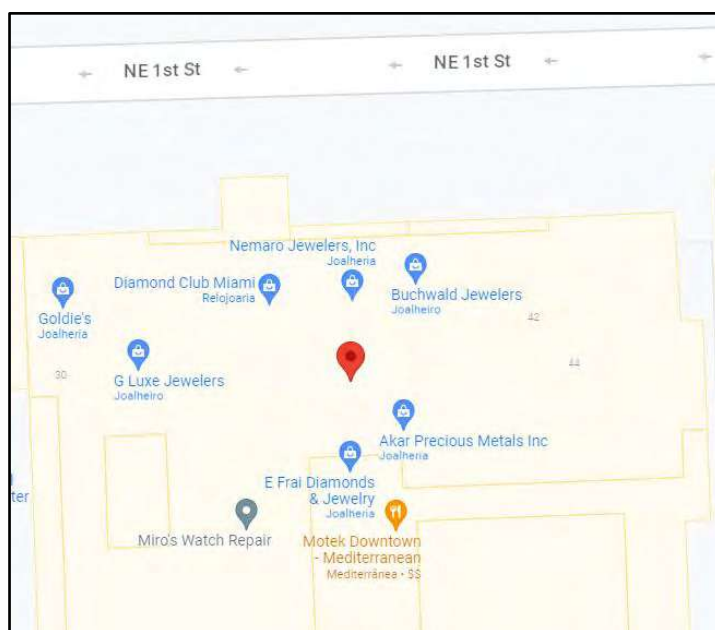 NE 1st St
NE 1st St
Nemaro Jewelers, Inc
Joalheria
Diamond Club Miami
Relojoaria
Buchwald Jewelers
Joalheiro
Goldie's
Joalheria
42
44
30
G Luxe Jewelers
Joalheiro
Akar Precious Metals Inc
Joalheria
E Frai Diamonds
& Jewelry
Joalheria
ter
Miro's Watch Repair
Motek Downtown
- Mediterranean
Mediterrânea • $$